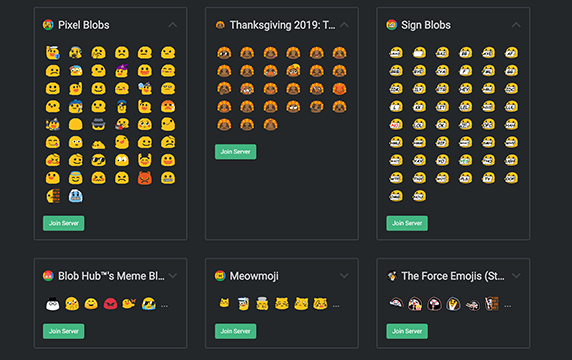 Pixel Blobs
Thanksgiving 2019: T...
Sign Blobs
Join Server
Join Server
Join Server
Blob Hub™'s Meme Bl...
Meowmoji
The Force Emojis (St...
...
...
...
Join Server
Join Server
Join Server